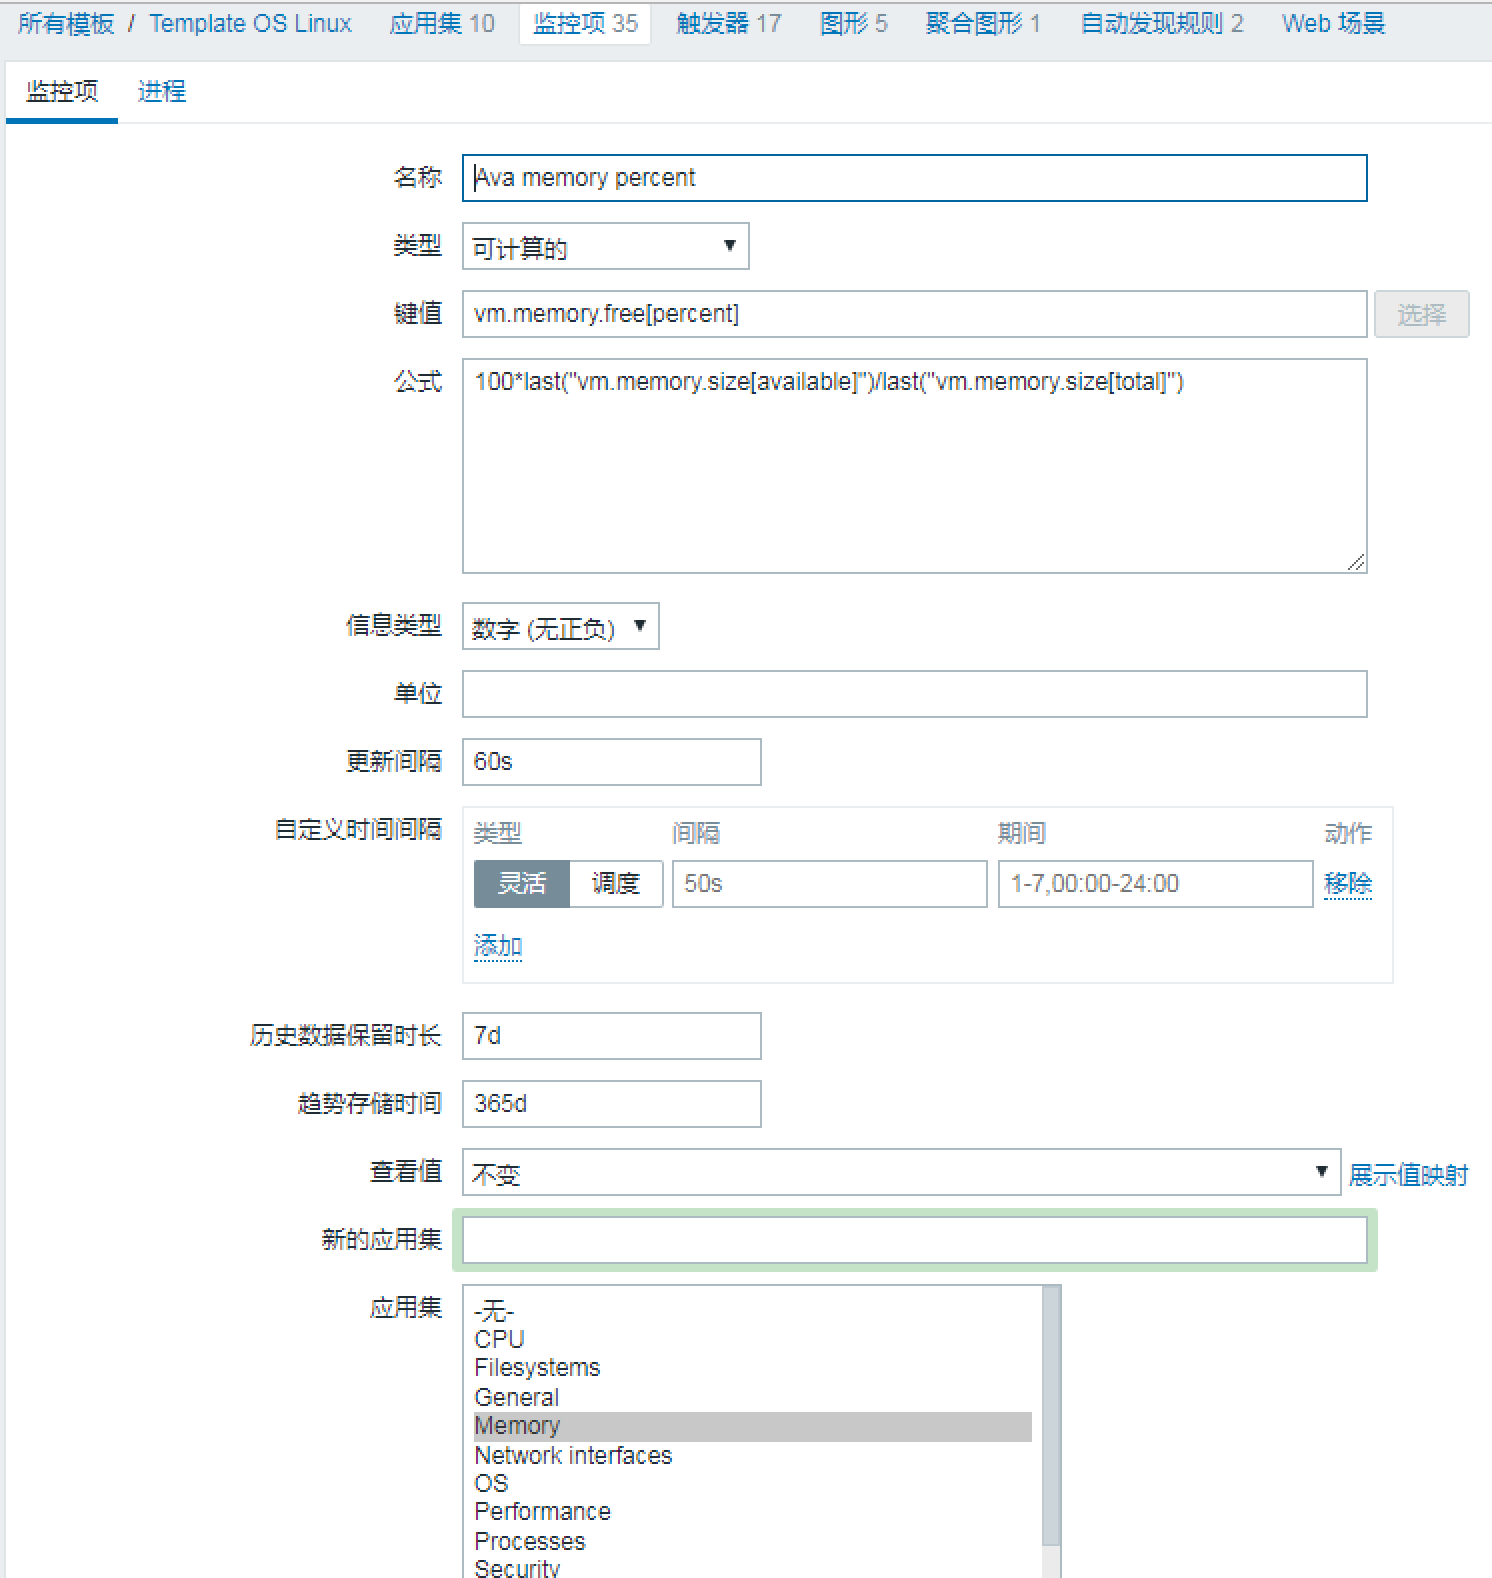 所有模板 / Template OS Linux 应用集 10 监控项 35 触发器 17 图形 5 聚合图形 1 自动发现规则 2 Web 场景
监控项 进程
名称 Ava memory percent
类型 可计算的
键值 vm.memory.free[percent] 选择
公式 100*last("vm.memory.size[available]")/last("vm.memory.size[total]")
信息类型 数字 (无正负)
单位
更新间隔 60s
自定义时间间隔 类型 间隔 期间 动作
灵活 调度 50s 1-7,00:00-24:00 移除
添加
历史数据保留时长 7d
趋势存储时间 365d
查看值 不变 展示值映射
新的应用集
应用集 -无-
CPU
Filesystems
General
Memory
Network interfaces
OS
Performance
Processes
Security